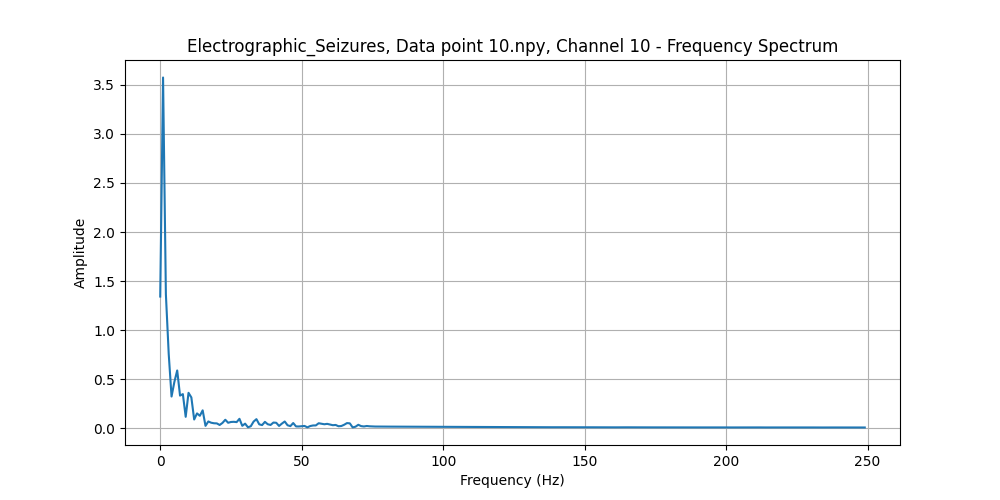 Electrographic_Seizures, Data point 10.npy, Channel 10 - Frequency Spectrum
3.5
3.0
2.5
2.0
1.5
1.0
0.5
0.0
Amplitude
0 50 100 150 200 250
Frequency (Hz)